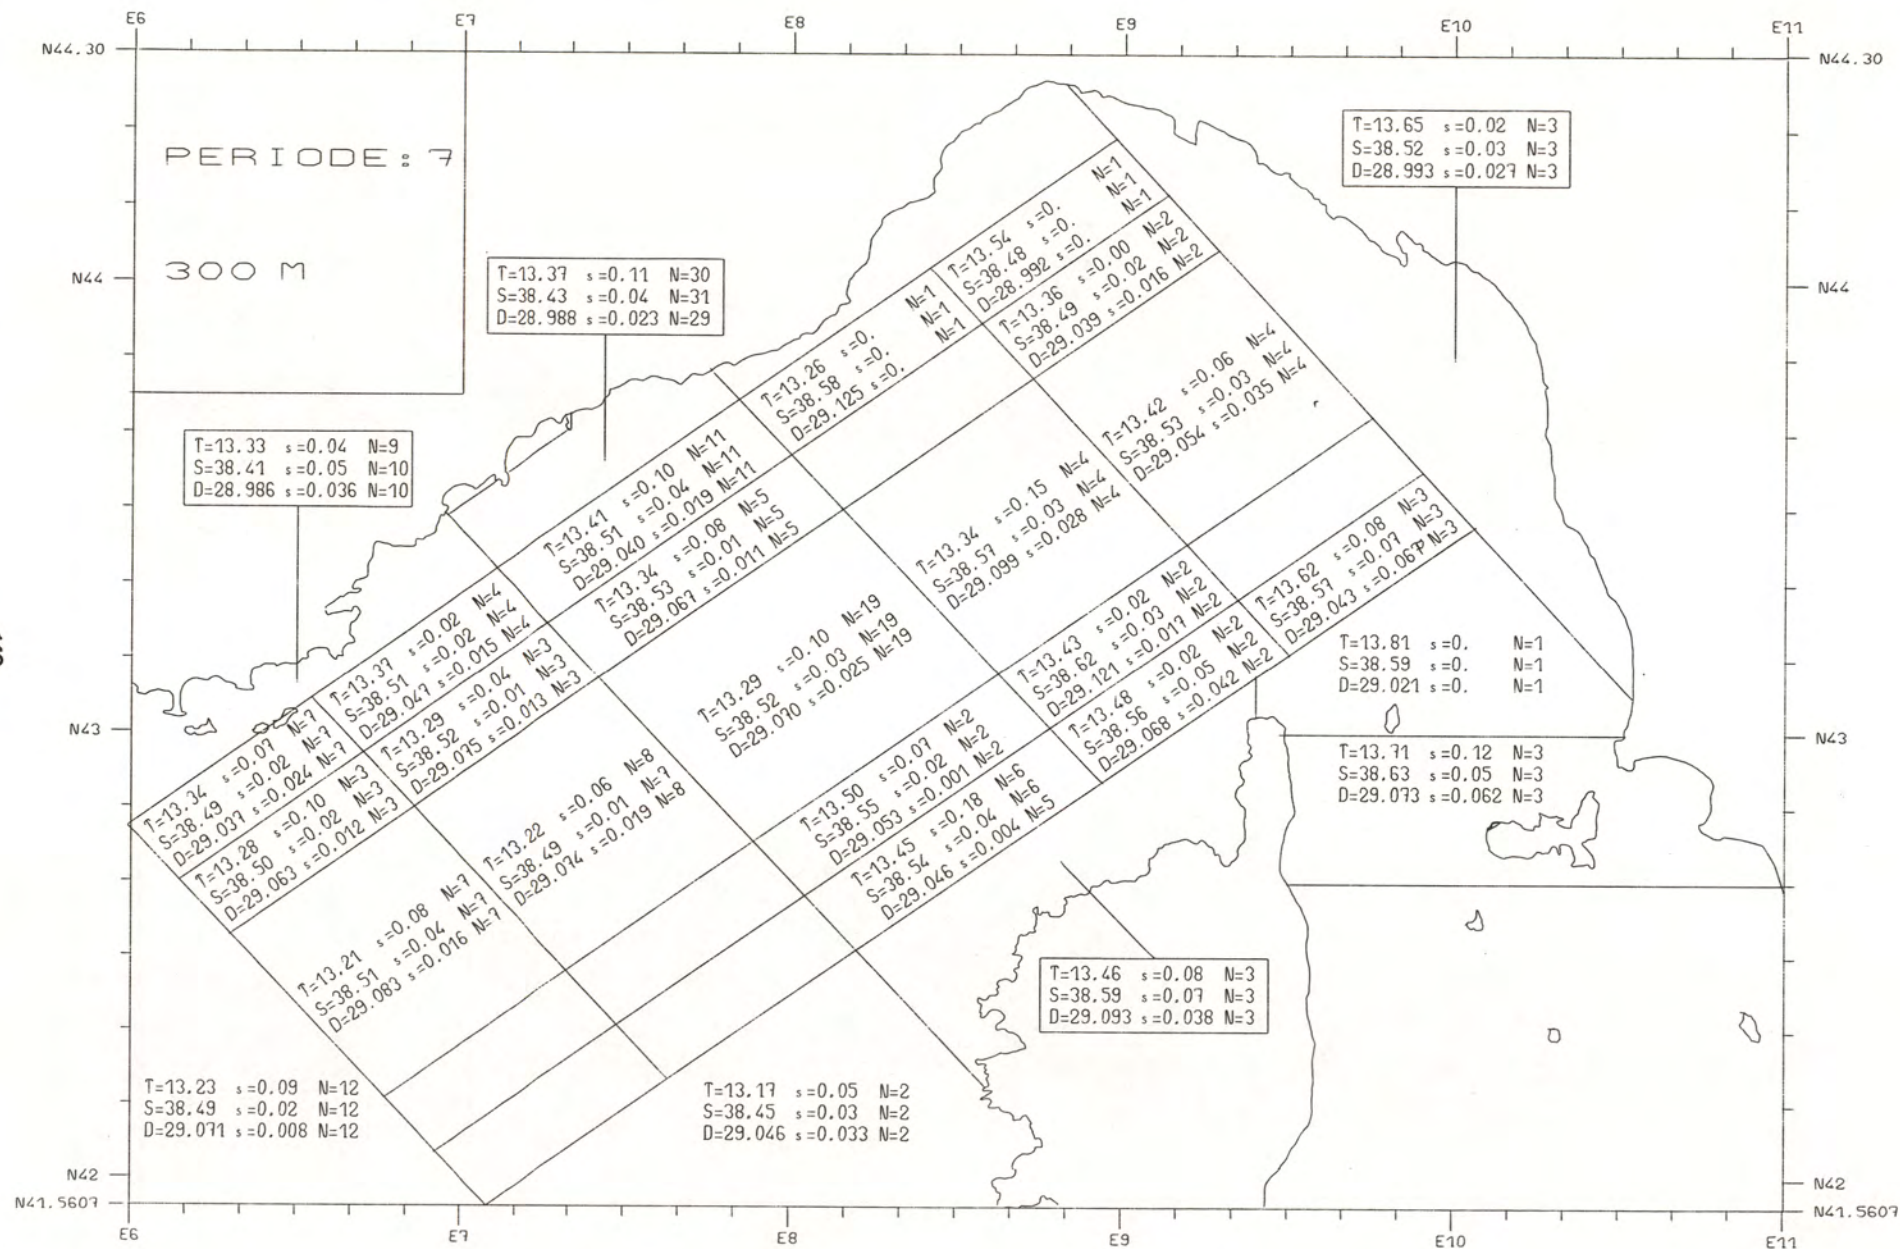 E6 E7 E8 E9 E10 E11
N44.30 N44.30
PERIODE: 7
300 M
T=13.65 s=0.02 N=3
S=38.52 s=0.03 N=3
D=28.993 s=0.027 N=3
T=13.37 s=0.11 N=30
S=38.43 s=0.04 N=31
D=28.988 s=0.023 N=29
N44 N44
T=13.33 s=0.04 N=9
S=38.41 s=0.05 N=10
D=28.986 s=0.036 N=10
T=13.54 s=0. N=1
S=38.48 s=0. N=1
D=28.992 s=0. N=1
T=13.36 s=0.00 N=2
S=38.49 s=0.02 N=2
D=29.039 s=0.016 N=2
T=13.26 s=0. N=1
S=38.58 s=0. N=1
D=29.125 s=0. N=1
T=13.42 s=0.06 N=4
S=38.53 s=0.03 N=4
D=29.054 s=0.035 N=4
T=13.41 s=0.10 N=11
S=38.51 s=0.04 N=11
D=29.040 s=0.019 N=11
T=13.34 s=0.08 N=5
S=38.53 s=0.01 N=5
D=29.067 s=0.011 N=5
T=13.34 s=0.15 N=4
S=38.57 s=0.03 N=4
D=29.099 s=0.028 N=4
T=13.37 s=0.02 N=4
S=38.51 s=0.02 N=4
D=29.047 s=0.015 N=4
T=13.29 s=0.04 N=3
S=38.52 s=0.01 N=3
D=29.075 s=0.013 N=3
T=13.29 s=0.10 N=19
S=38.52 s=0.03 N=19
D=29.070 s=0.025 N=19
T=13.43 s=0.02 N=2
S=38.62 s=0.03 N=2
D=29.121 s=0.017 N=2
T=13.62 s=0.08 N=3
S=38.57 s=0.07 N=3
D=29.043 s=0.067 N=3
T=13.48 s=0.02 N=2
S=38.56 s=0.05 N=2
D=29.068 s=0.042 N=2
T=13.81 s=0. N=1
S=38.59 s=0. N=1
D=29.021 s=0. N=1
N43 N43
T=13.34 s=0.07 N=7
S=38.49 s=0.02 N=7
D=29.037 s=0.024 N=7
T=13.28 s=0.10 N=3
S=38.50 s=0.02 N=3
D=29.063 s=0.012 N=3
T=13.22 s=0.06 N=8
S=38.49 s=0.01 N=7
D=29.074 s=0.019 N=8
T=13.50 s=0.07 N=2
S=38.55 s=0.02 N=2
D=29.053 s=0.001 N=2
T=13.45 s=0.18 N=6
S=38.54 s=0.04 N=6
D=29.046 s=0.004 N=5
T=13.71 s=0.12 N=3
S=38.63 s=0.05 N=3
D=29.073 s=0.062 N=3
T=13.21 s=0.08 N=7
S=38.51 s=0.04 N=7
D=29.083 s=0.016 N=7
T=13.46 s=0.08 N=3
S=38.59 s=0.07 N=3
D=29.093 s=0.038 N=3
T=13.23 s=0.09 N=12
S=38.49 s=0.02 N=12
D=29.071 s=0.008 N=12
T=13.17 s=0.05 N=2
S=38.45 s=0.03 N=2
D=29.046 s=0.033 N=2
N42 N42
N41.5607 N41.5607
E6 E7 E8 E9 E10 E11